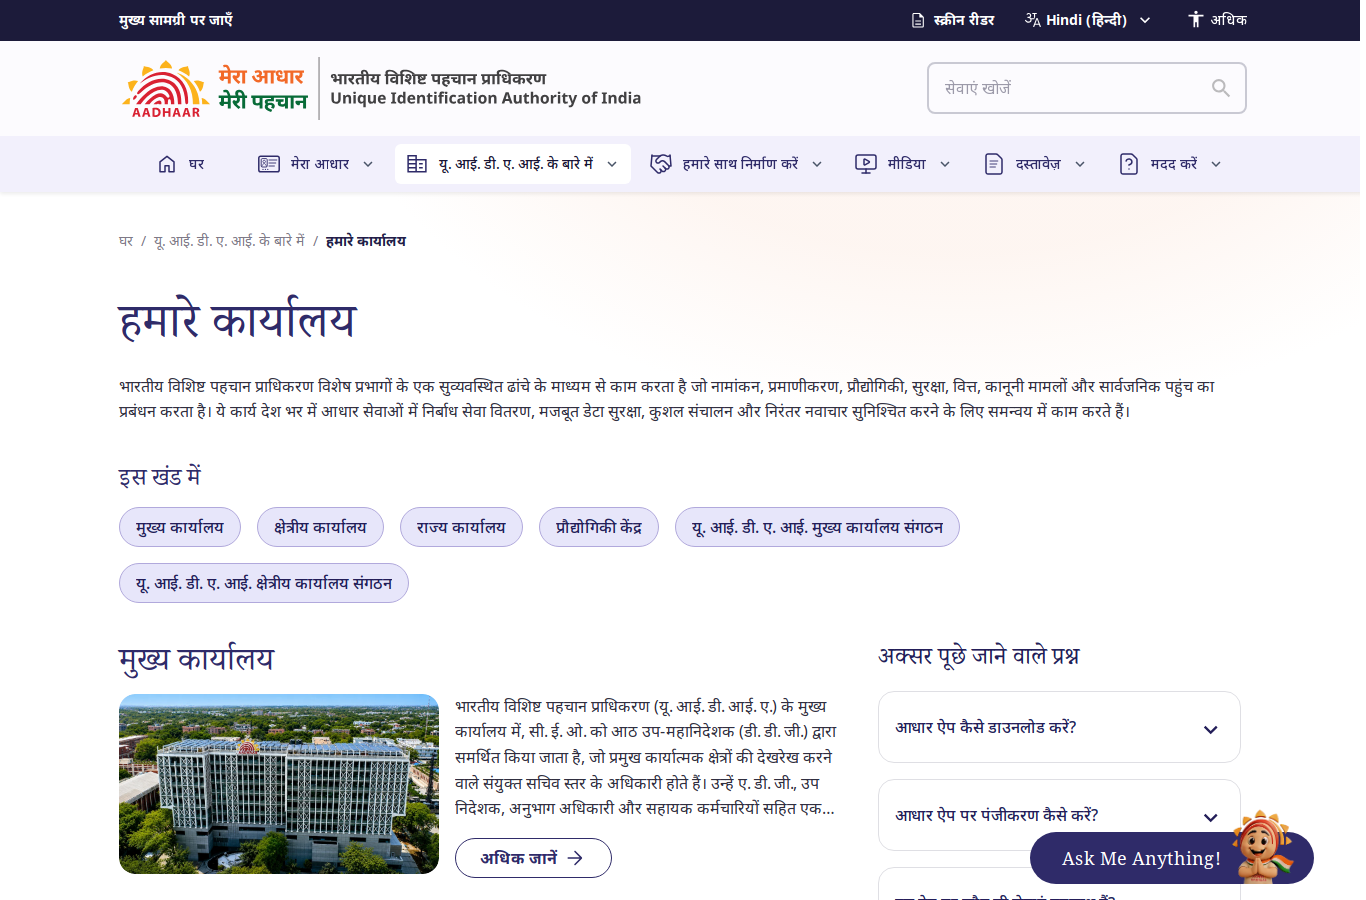 मुख्य सामग्री पर जाएँ
स्क्रीन रीडर
Hindi (हिन्दी)
अधिक
AADHAAR
मेरा आधार
मेरी पहचान
भारतीय विशिष्ट पहचान प्राधिकरण
Unique Identification Authority of India
सेवाएं खोजें
घर
मेरा आधार
यू. आई. डी. ए. आई. के बारे में
हमारे साथ निर्माण करें
मीडिया
दस्तावेज़
मदद करें
घर / यू. आई. डी. ए. आई. के बारे में / हमारे कार्यालय
हमारे कार्यालय
भारतीय विशिष्ट पहचान प्राधिकरण विशेष प्रभागों के एक सुव्यवस्थित ढांचे के माध्यम से काम करता है जो नामांकन, प्रमाणीकरण, प्रौद्योगिकी, सुरक्षा, वित्त, कानूनी मामलों और सार्वजनिक पहुंच का
प्रबंधन करता है। ये कार्य देश भर में आधार सेवाओं में निर्बाध सेवा वितरण, मजबूत डेटा सुरक्षा, कुशल संचालन और निरंतर नवाचार सुनिश्चित करने के लिए समन्वय में काम करते हैं।
इस खंड में
मुख्य कार्यालय
क्षेत्रीय कार्यालय
राज्य कार्यालय
प्रौद्योगिकी केंद्र
यू. आई. डी. ए. आई. मुख्य कार्यालय संगठन
यू. आई. डी. ए. आई. क्षेत्रीय कार्यालय संगठन
मुख्य कार्यालय
भारतीय विशिष्ट पहचान प्राधिकरण (यू. आई. डी. आई. ए.) के मुख्य
कार्यालय में, सी. ई. ओ. को आठ उप-महानिदेशक (डी. डी. जी.) द्वारा
समर्थित किया जाता है, जो प्रमुख कार्यात्मक क्षेत्रों की देखरेख करने
वाले संयुक्त सचिव स्तर के अधिकारी होते हैं। उन्हें ए. डी. जी., उप
निदेशक, अनुभाग अधिकारी और सहायक कर्मचारियों सहित एक...
अधिक जानें
अक्सर पूछे जाने वाले प्रश्न
आधार ऐप कैसे डाउनलोड करें?
आधार ऐप पर पंजीकरण कैसे करें?
Ask Me Anything!